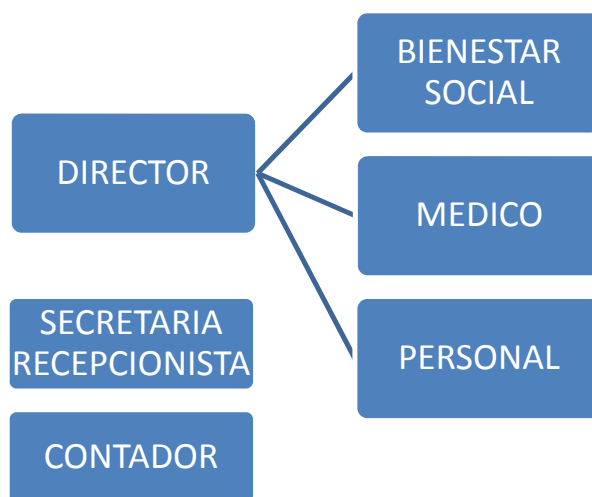 DIRECTOR
BIENESTAR
SOCIAL
MEDICO
PERSONAL
SECRETARIA
RECEPCIONISTA
CONTADOR